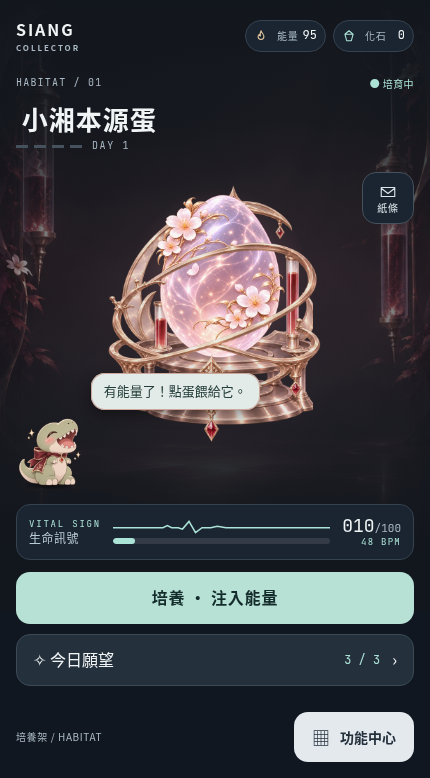 SIANG
COLLECTOR
能量 95
化石 0
HABITAT / 01
培育中
小湘本源蛋
DAY 1
紙條
有能量了！點蛋餵給它。
VITAL SIGN
生命訊號
010/100
48 BPM
培養 · 注入能量
✧ 今日願望
3 / 3 ›
培養架 / HABITAT
功能中心